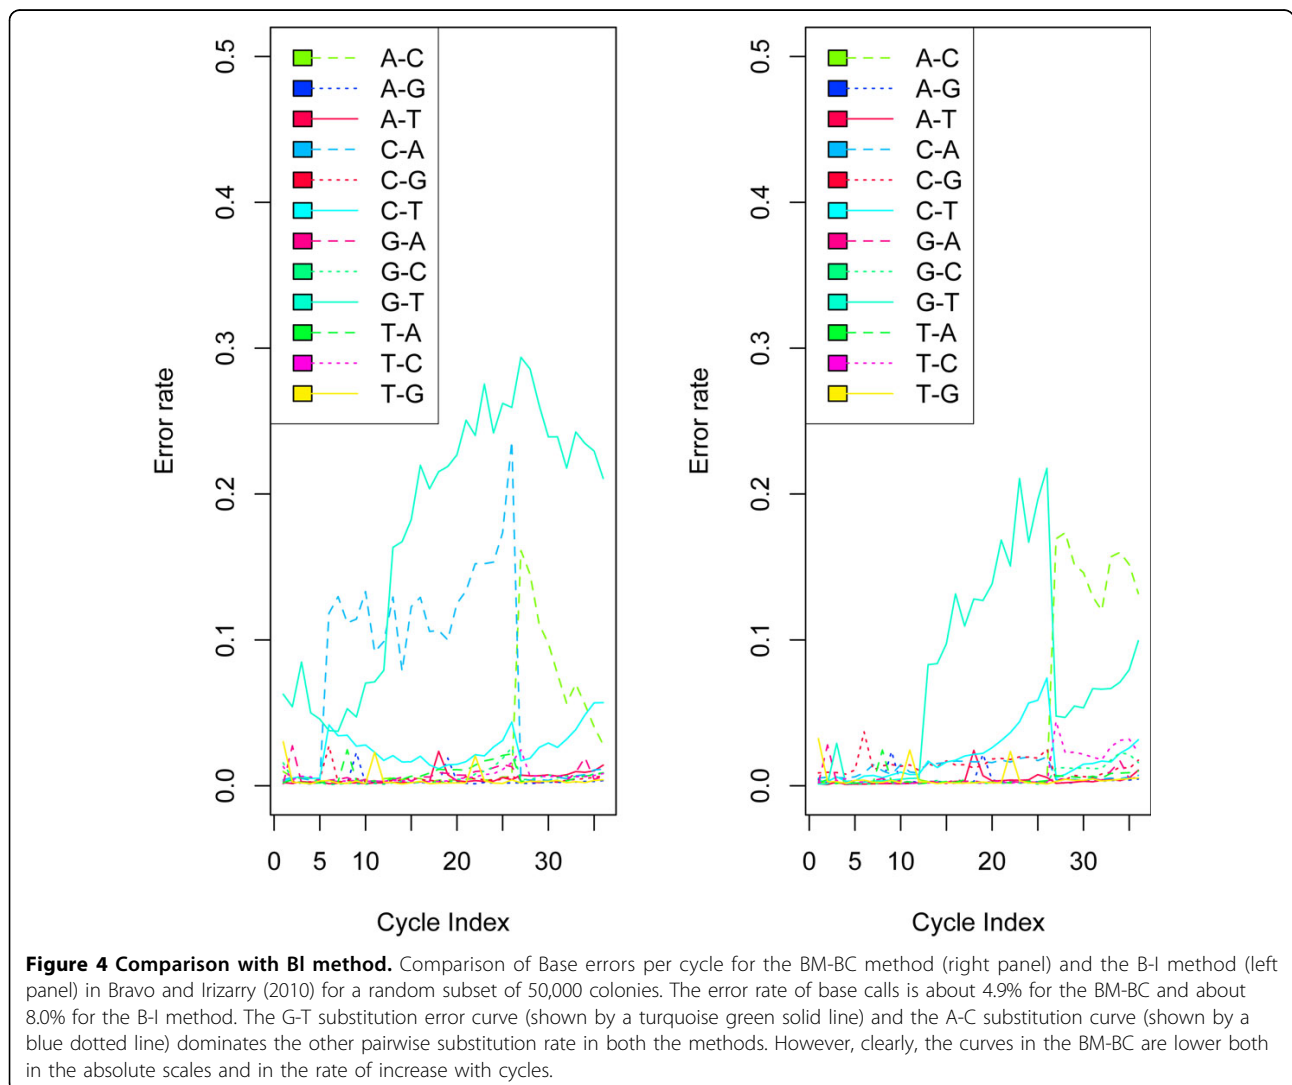 0.5
0.4
0.3
0.2
0.1
0.0
Error rate
A-C
A-G
A-T
C-A
C-G
C-T
G-A
G-C
G-T
T-A
T-C
T-G
0 5 10 20 30
Cycle Index
0.5
0.4
0.3
0.2
0.1
0.0
Error rate
A-C
A-G
A-T
C-A
C-G
C-T
G-A
G-C
G-T
T-A
T-C
T-G
0 5 10 20 30
Cycle Index
Figure 4 Comparison with Bl method. Comparison of Base errors per cycle for the BM-BC method (right panel) and the B-I method (left
panel) in Bravo and Irizarry (2010) for a random subset of 50,000 colonies. The error rate of base calls is about 4.9% for the BM-BC and about
8.0% for the B-I method. The G-T substitution error curve (shown by a turquoise green solid line) and the A-C substitution curve (shown by a
blue dotted line) dominates the other pairwise substitution rate in both the methods. However, clearly, the curves in the BM-BC are lower both
in the absolute scales and in the rate of increase with cycles.